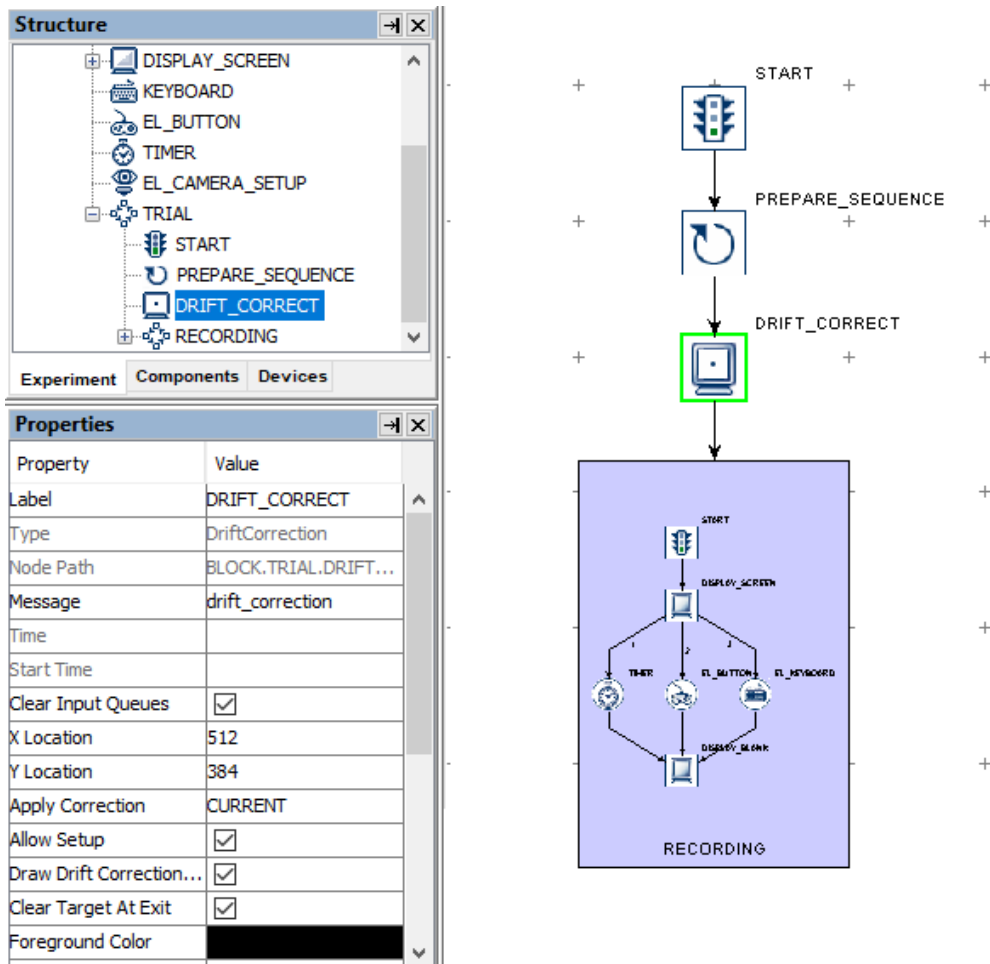 Structure
DISPLAY_SCREEN
KEYBOARD
EL_BUTTON
TIMER
EL_CAMERA_SETUP
TRIAL
START
PREPARE_SEQUENCE
DRIFT_CORRECT
RECORDING
Experiment Components Devices
Properties
Property Value
Label DRIFT_CORRECT
Type DriftCorrection
Node Path BLOCK.TRIAL.DRIFT...
Message drift_correction
Time
Start Time
Clear Input Queues
X Location 512
Y Location 384
Apply Correction CURRENT
Allow Setup
Draw Drift Correction...
Clear Target At Exit
Foreground Color
START
PREPARE_SEQUENCE
DRIFT_CORRECT
START
DISPLAY_SCREEN
1 2 3
TIMER EL_BUTTON EL_KEYBOARD
DISPLAY_BLANK
RECORDING